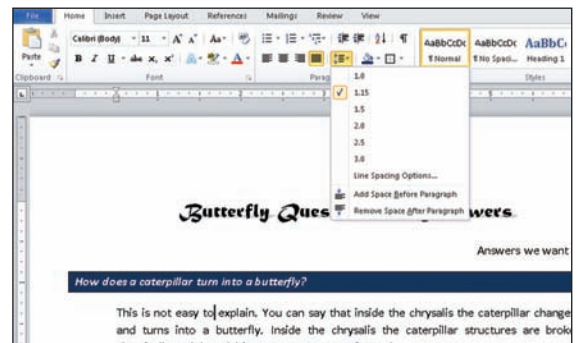 File Home Insert Page Layout References Mailings Review View
Calibri (Body) 11 A A Aa
Paste B I U abc x, x² A A
AaBbCcDc AaBbCcDc AaBbC
¶ Normal ¶ No Spaci... Heading 1
Clipboard Font Parag Styles
1.0
1.15
1.5
2.0
2.5
3.0
Line Spacing Options...
Add Space Before Paragraph
Remove Space After Paragraph
Butterfly Ques wers
Answers we want
How does a caterpillar turn into a butterfly?
This is not easy to explain. You can say that inside the chrysalis the caterpillar change
and turns into a butterfly. Inside the chrysalis the caterpillar structures are brok